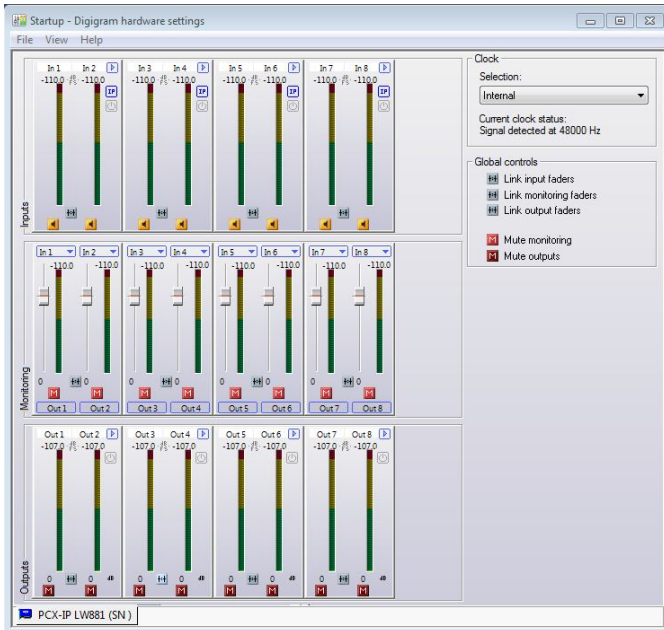 Startup - Digigram hardware settings
File View Help
In 1 In 2 In 3 In 4 In 5 In 6 In 7 In 8
-110.0 -110.0 -110.0 -110.0 -110.0 -110.0 -110.0 -110.0
IP IP IP IP
Inputs
In 1 In 2 In 3 In 4 In 5 In 6 In 7 In 8
-110.0 -110.0 -110.0 -110.0 -110.0 -110.0 -110.0 -110.0
0 0 0 0 0 0 0 0
M M M M M M M M
Monitoring
Out 1 Out 2 Out 3 Out 4 Out 5 Out 6 Out 7 Out 8
Out 1 Out 2 Out 3 Out 4 Out 5 Out 6 Out 7 Out 8
-107.0 -107.0 -107.0 -107.0 -107.0 -107.0 -107.0 -107.0
Outputs
0 0 dB 0 0 dB 0 0 dB 0 0 dB
M M M M M M M M
PCX-IP LW881 (SN )
Clock
Selection:
Internal
Current clock status:
Signal detected at 48000 Hz
Global controls
Link input faders
Link monitoring faders
Link output faders
M Mute monitoring
M Mute outputs